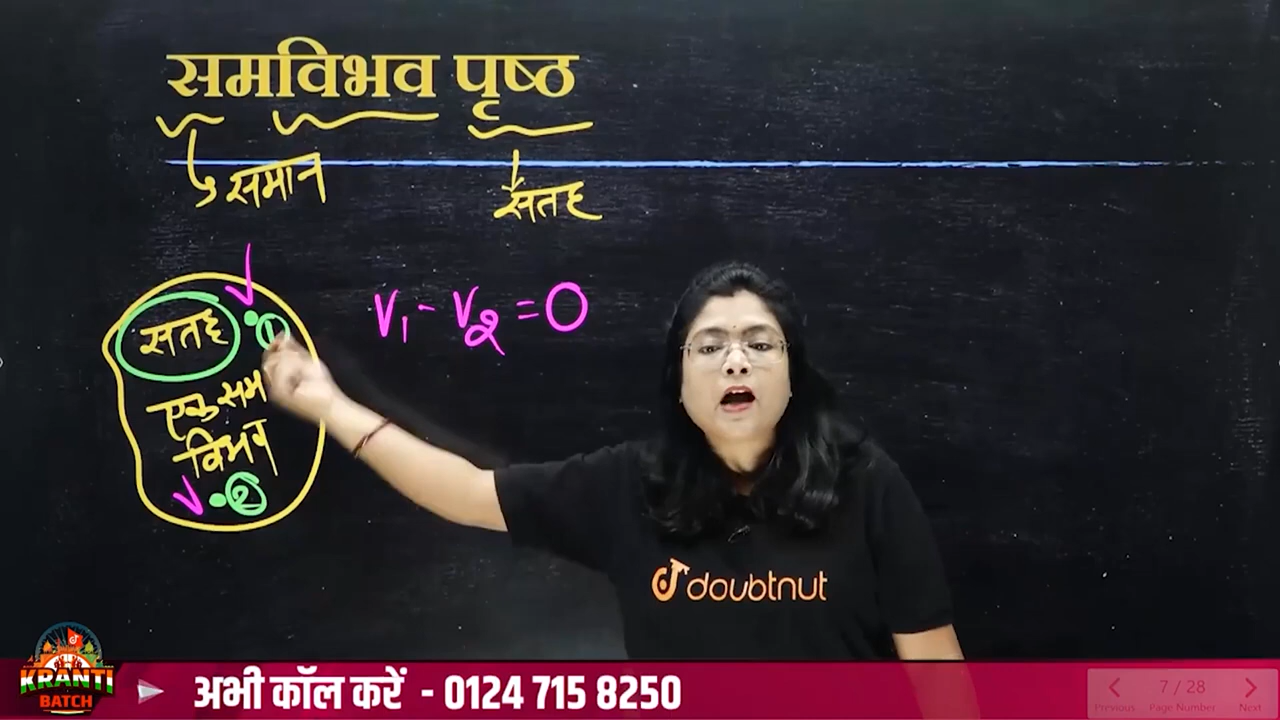 समविभव पृष्ठ
समान
सतह
सतह
①
V
V₁ - V₂ = 0
एक सम
विभव
V
②
doubtnut
KRANTI
BATCH
अभी कॉल करें - 0124 715 8250
7 / 28
Previous Page Number Next